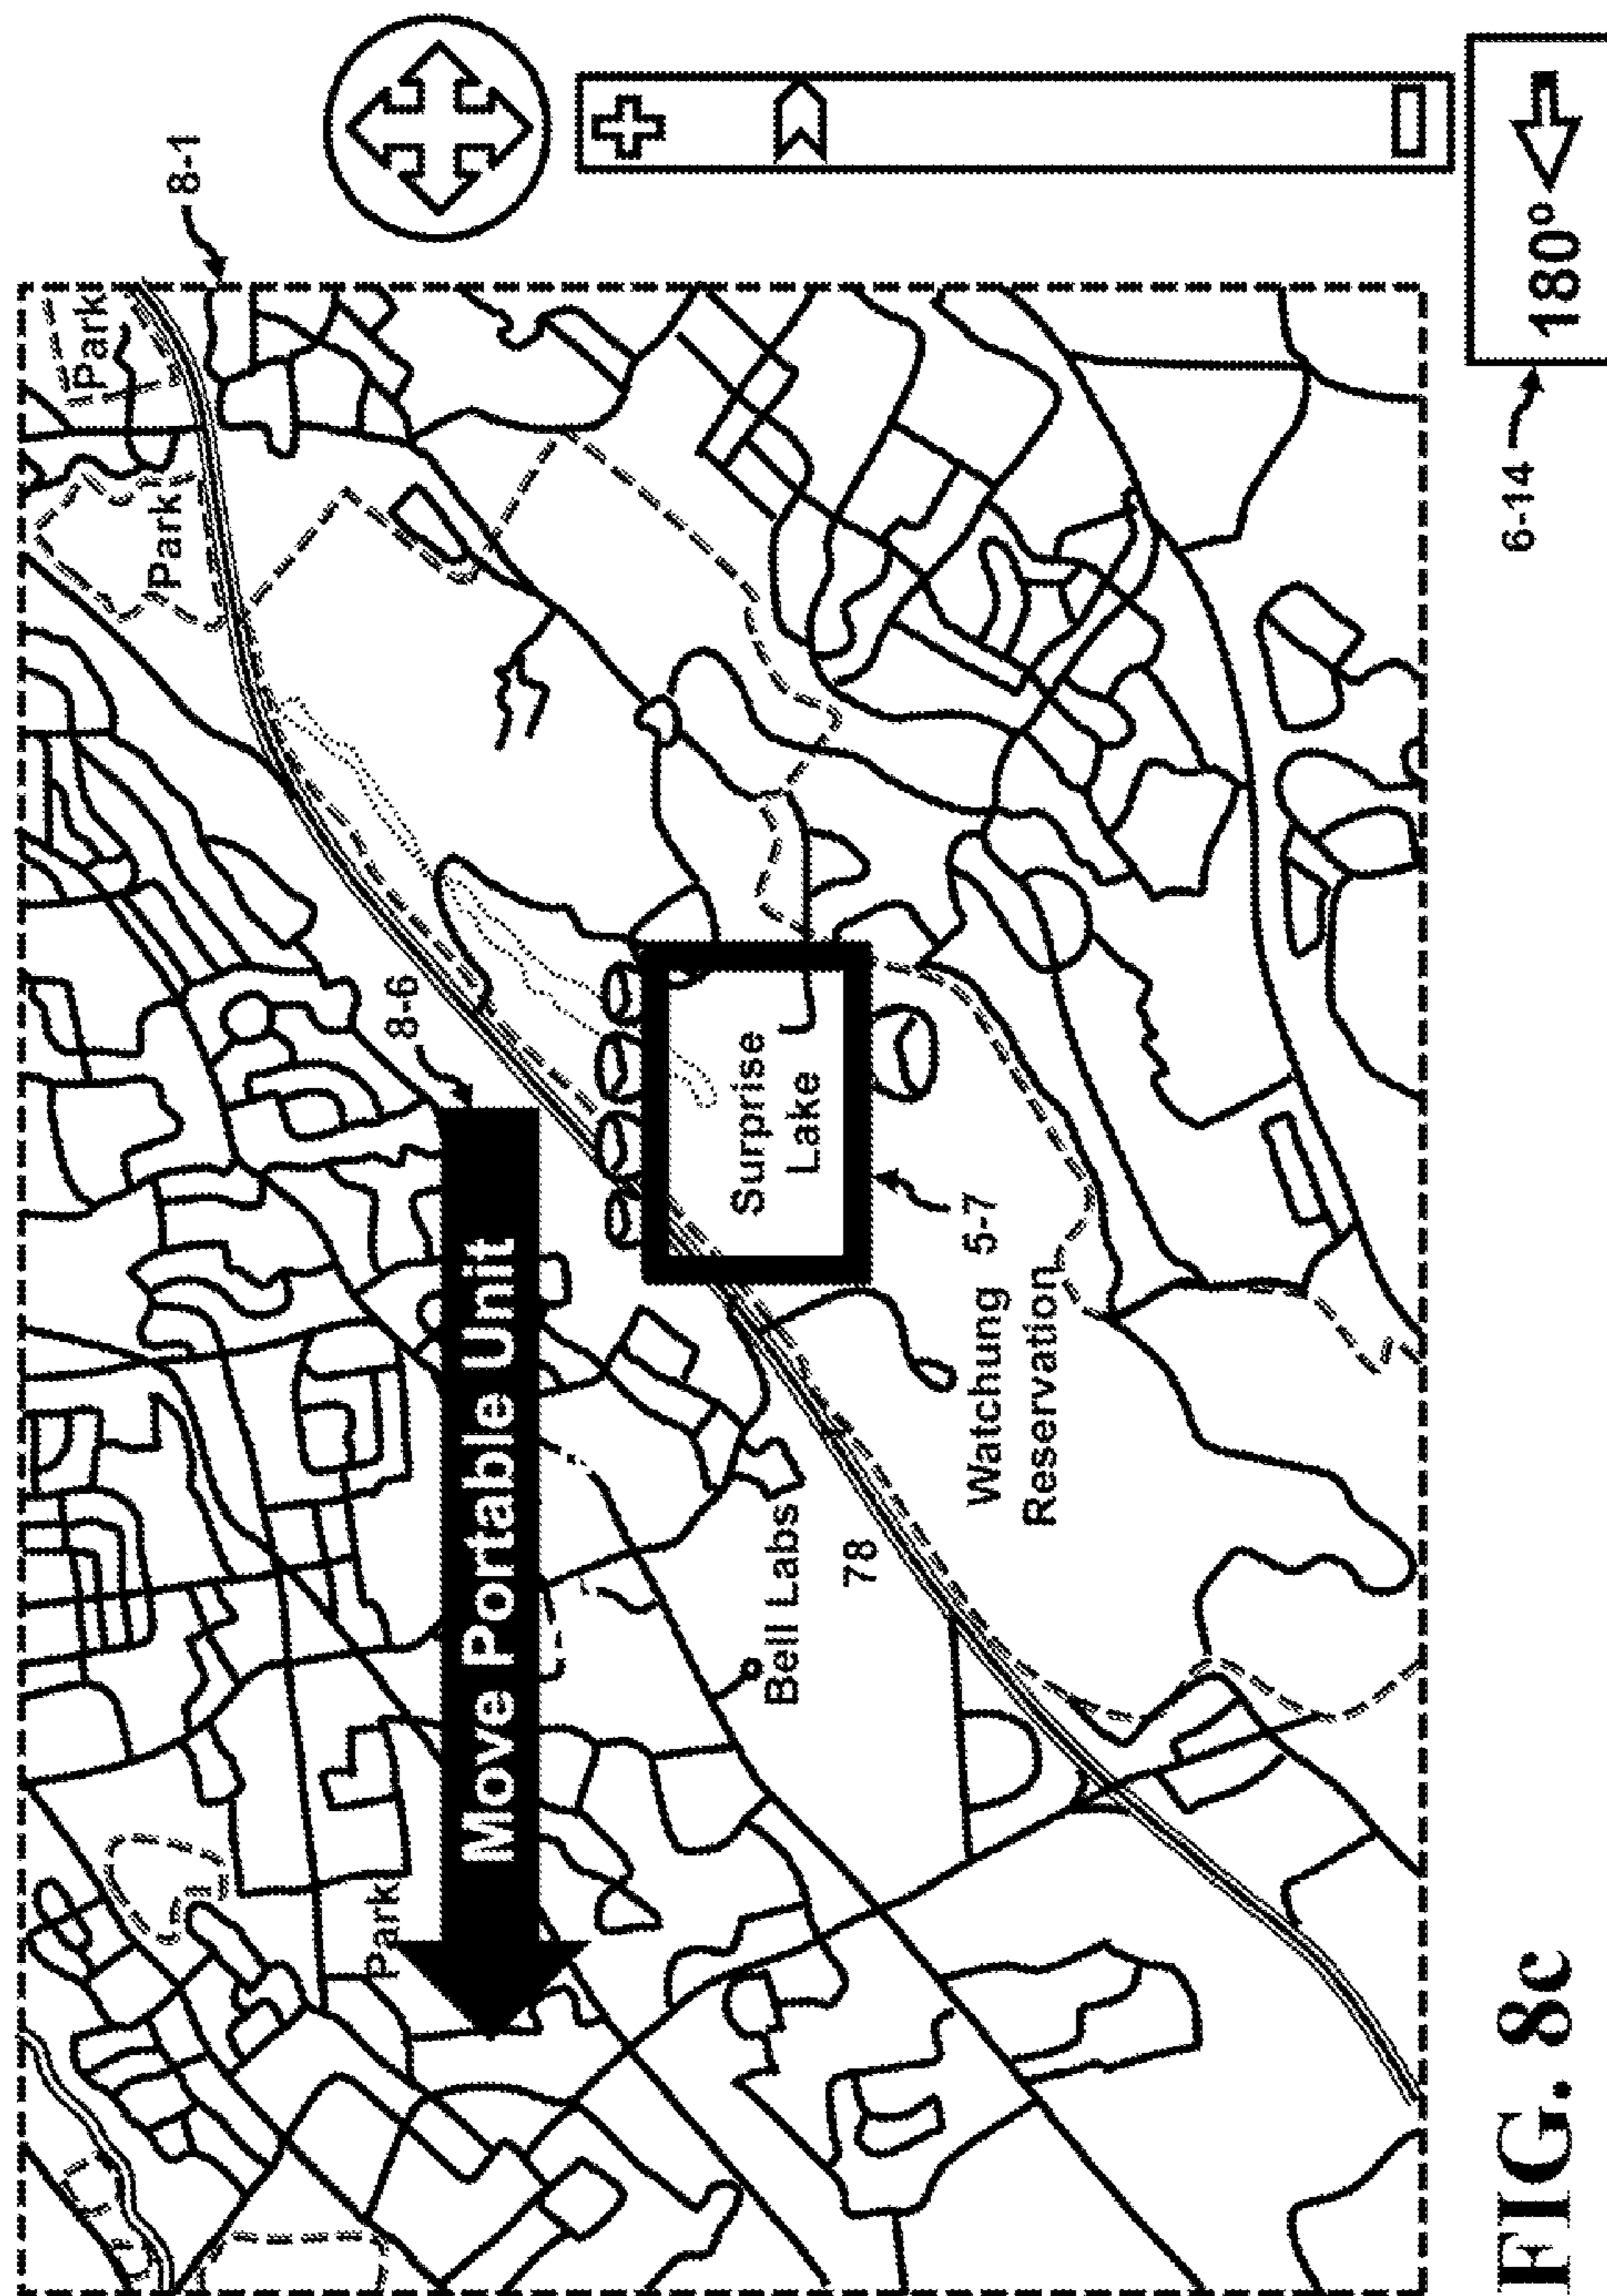 8-1
Park
Park
8-6
Move Portable Unit
Surprise
Lake
Park
Bell Labs
78
Watchung 5-7
Reservation
6-14
180º
FIG. 8c